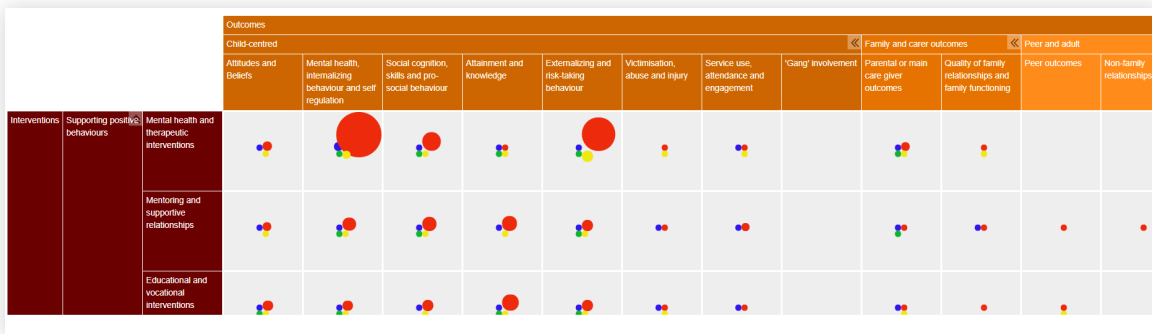 Outcomes
Child-centred
Family and carer outcomes
Peer and adult
Attitudes and
Beliefs
Mental health,
internalizing
behaviour and self
regulation
Social cognition,
skills and pro-
social behaviour
Attainment and
knowledge
Externalizing and
risk-taking
behaviour
Victimisation,
abuse and injury
Service use,
attendance and
engagement
'Gang' involvement
Parental or main
care giver
outcomes
Quality of family
relationships and
family functioning
Peer outcomes
Non-family
relationships
Interventions
Supporting positive
behaviours
Mental health and
therapeutic
interventions
Mentoring and
supportive
relationships
Educational and
vocational
interventions